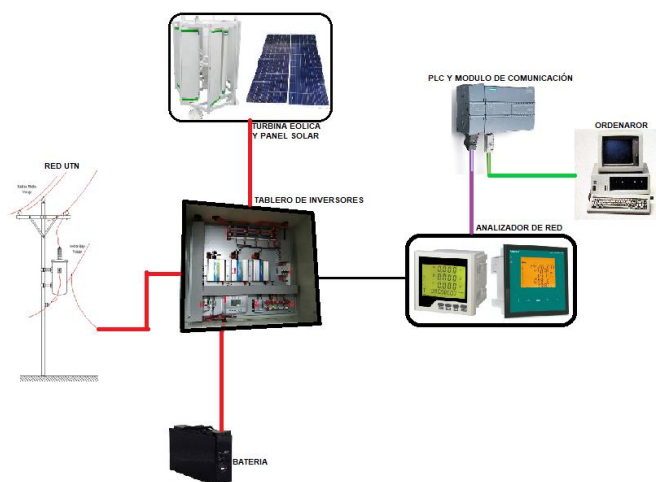 PLC Y MODULO DE COMUNICACIÓN
ORDENAROR
TURBINA EOLICA
Y PANEL SOLAR
RED UTN
TABLERO DE INVERSORES
ANALIZADOR DE RED
BATERIA